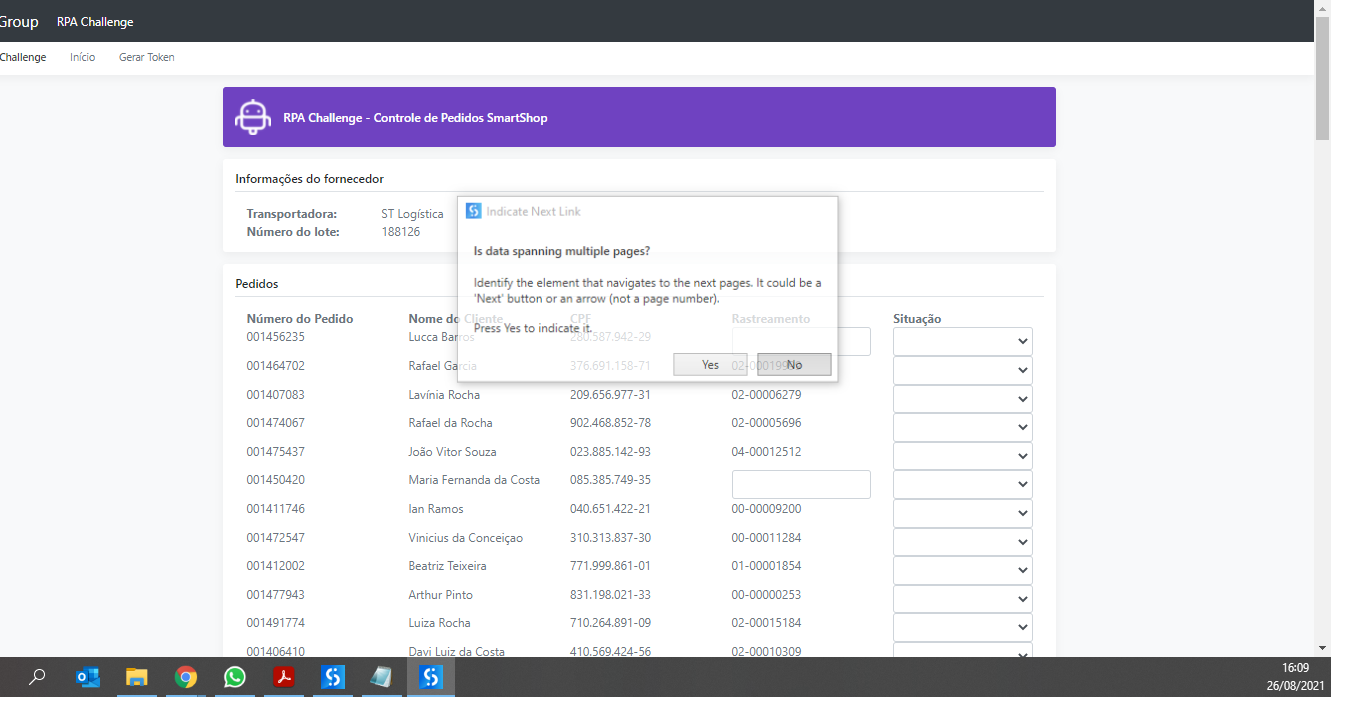 Group RPA Challenge
Challenge Início Gerar Token
RPA Challenge - Controle de Pedidos SmartShop
Informações do fornecedor
Transportadora: ST Logística
Número do lote: 188126
Indicate Next Link
Is data spanning multiple pages?
Identify the element that navigates to the next pages. It could be a
'Next' button or an arrow (not a page number).
Press Yes to indicate it.
Yes No
Pedidos
Número do Pedido Nome do Cliente CPF Rastreamento Situação
001456235 Lucca Barros 280.587.942-29
001464702 Rafael Garcia 376.691.158-71
001407083 Lavínia Rocha 209.656.977-31 02-00006279
001474067 Rafael da Rocha 902.468.852-78 02-00005696
001475437 João Vitor Souza 023.885.142-93 04-00012512
001450420 Maria Fernanda da Costa 085.385.749-35
001411746 Ian Ramos 040.651.422-21 00-00009200
001472547 Vinicius da Conceiçao 310.313.837-30 00-00011284
001412002 Beatriz Teixeira 771.999.861-01 01-00001854
001477943 Arthur Pinto 831.198.021-33 00-00000253
001491774 Luiza Rocha 710.264.891-09 02-00015184
001406410 Davi Luiz da Costa 410.569.424-56 02-00010309
16:09
26/08/2021